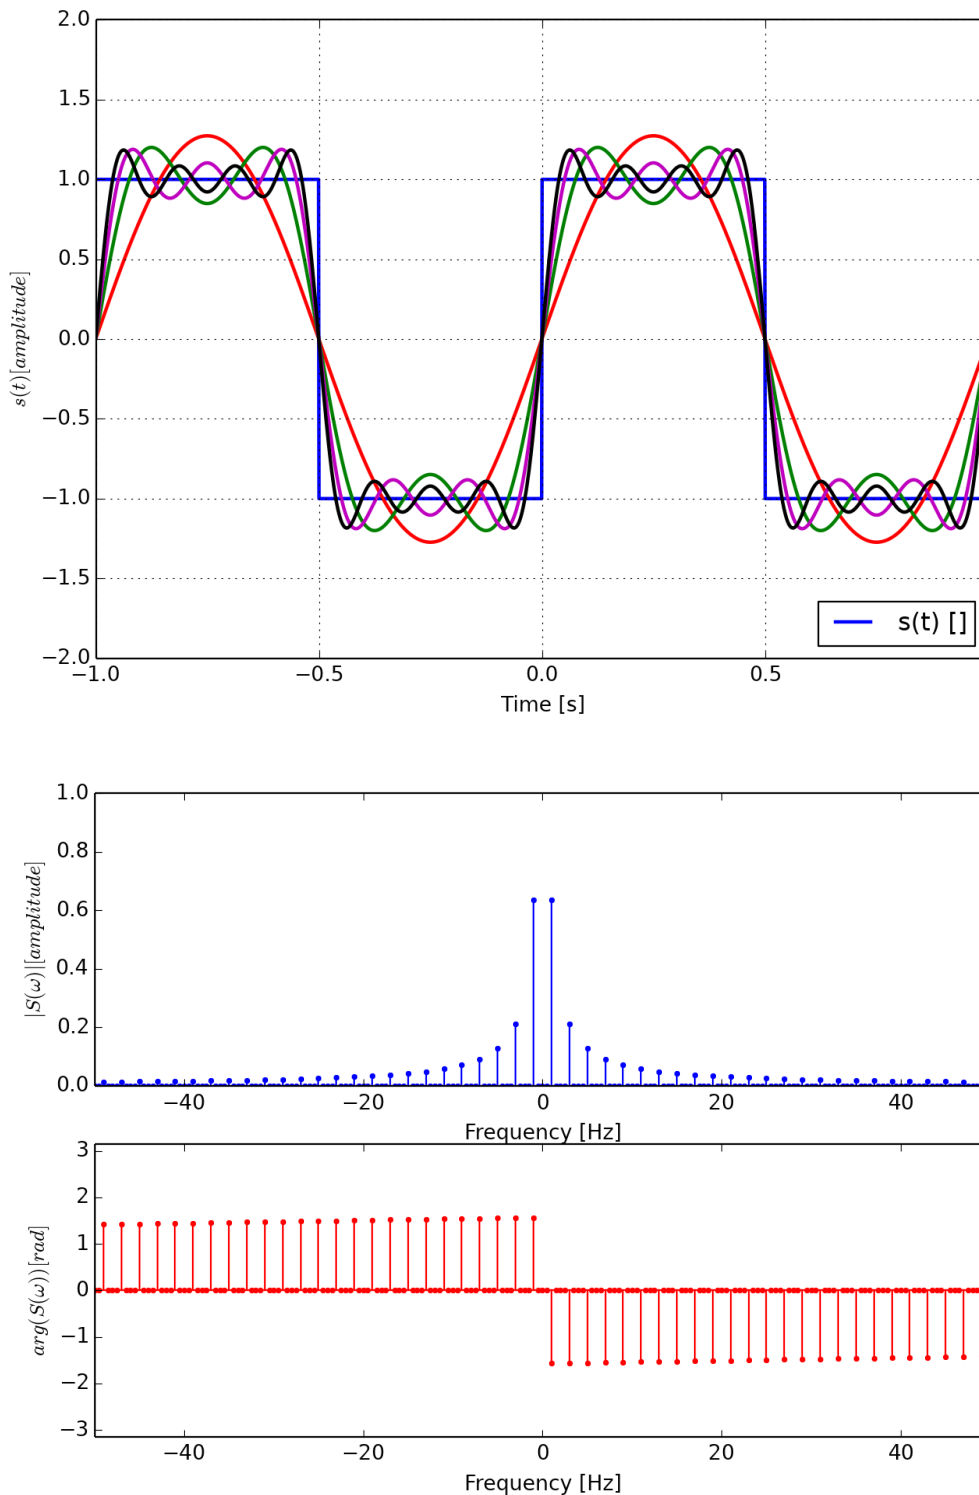 2.0
1.5
1.0
0.5
0.0
−0.5
−1.0
−1.5
−2.0
s(t)[amplitude]
s(t) []
−1.0 −0.5 0.0 0.5
Time [s]
1.0
0.8
0.6
0.4
0.2
0.0
|S(ω)|[amplitude]
−40 −20 0 20 40
Frequency [Hz]
3
2
1
0
−1
−2
−3
arg(S(ω))[rad]
−40 −20 0 20 40
Frequency [Hz]